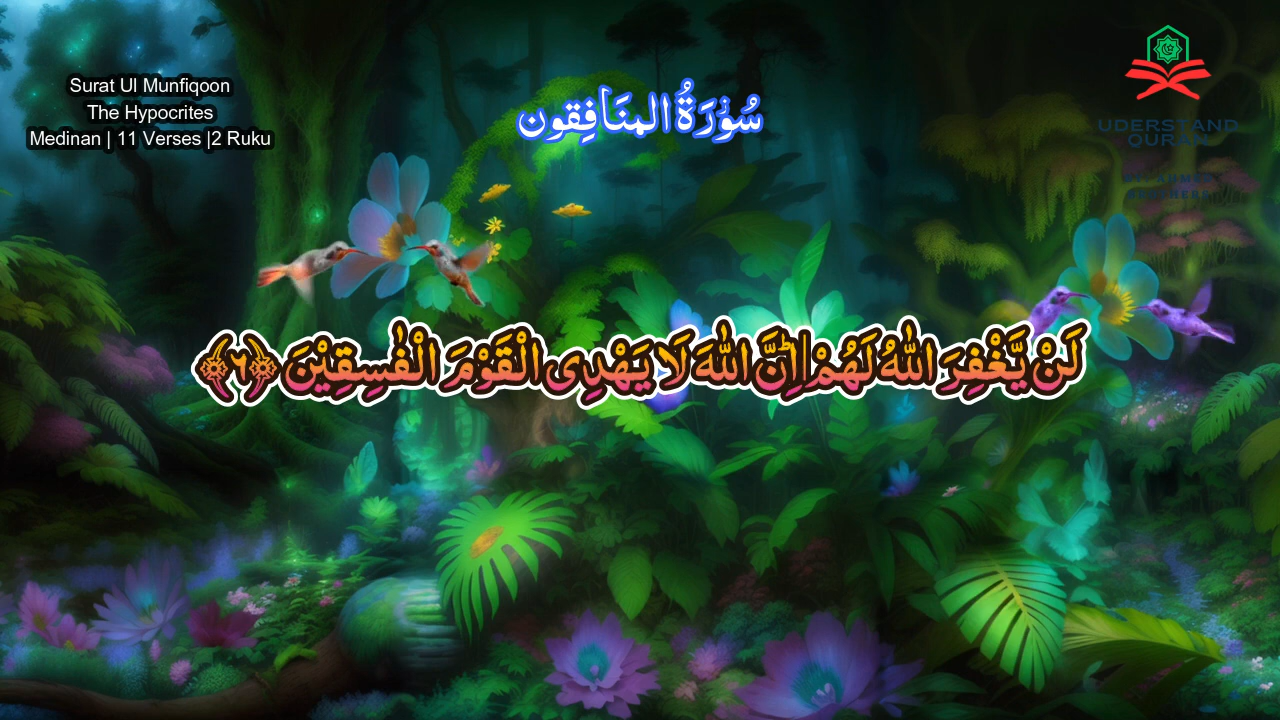 Surat Ul Munfiqoon
The Hypocrites
Medinan | 11 Verses |2 Ruku
سُوْرَةُ المنَافِقون
UDERSTAND
QURAN
لَنْ يَّغْفِرَ اللّٰهُ لَهُمْ ؕ اِنَّ اللّٰهَ لَا يَهْدِى الْقَوْمَ الْفٰسِقِيْنَ ﴿۶﴾